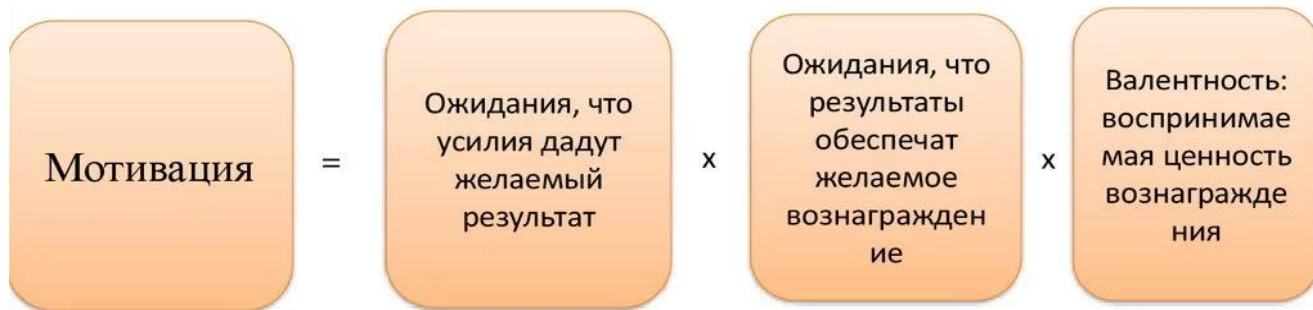 Мотивация
=
Ожидания, что
усилия дадут
желаемый
результат
x
Ожидания, что
результаты
обеспечат
желаемое
вознагражден
ие
x
Валентность:
воспринимае
мая ценность
вознагражде
ния